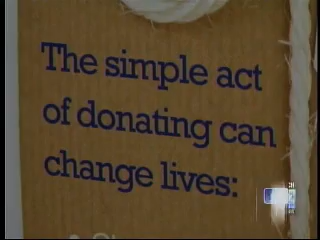 The simple act
of donating can
change lives: